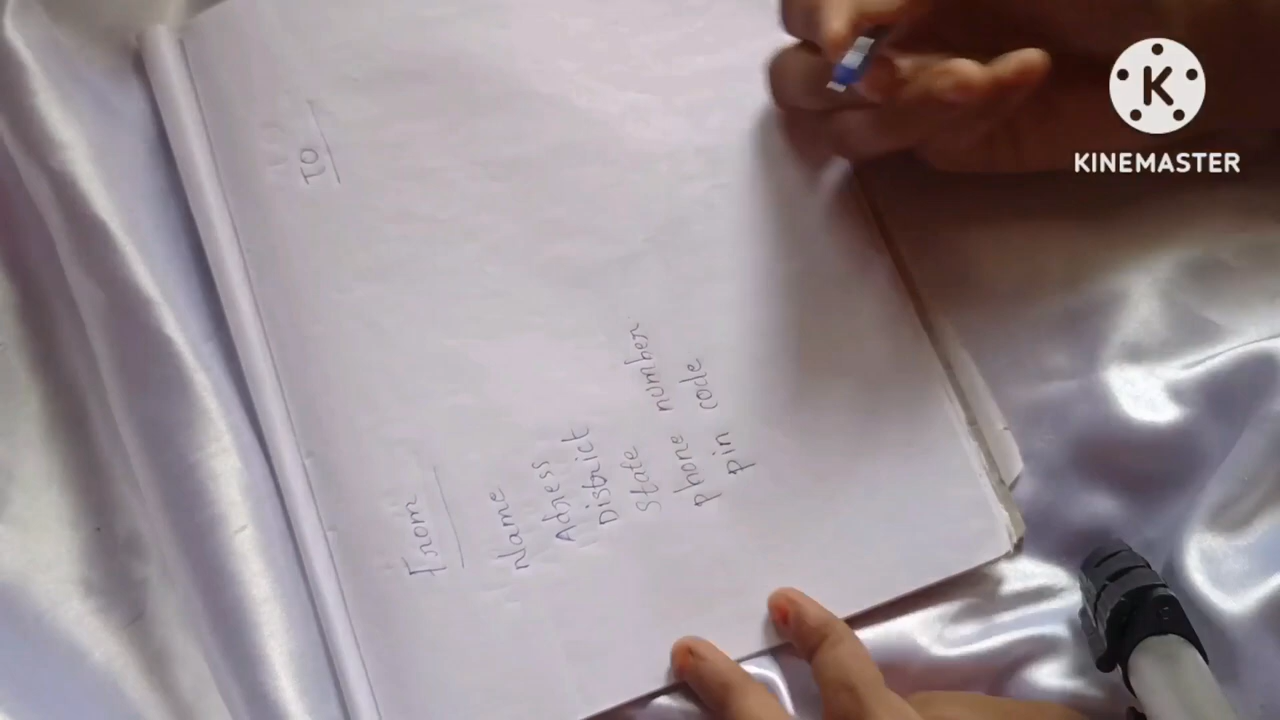 From
Name
Adress
District
State
Phone number
Pin code
To
KINEMASTER